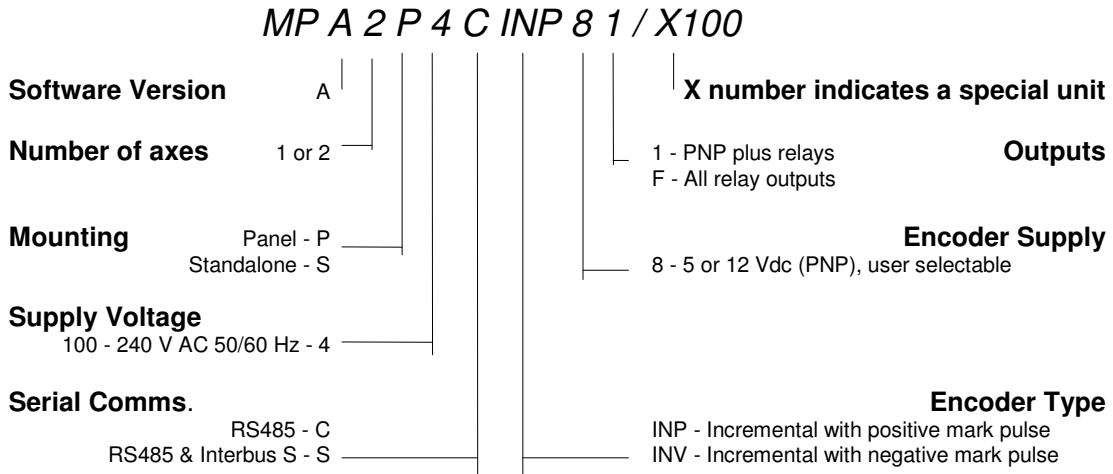 MP A 2 P 4 C INP 8 1 / X100
Software Version A X number indicates a special unit
Number of axes 1 or 2 1 - PNP plus relays Outputs
F - All relay outputs
Mounting Panel - P Encoder Supply
Standalone - S 8 - 5 or 12 Vdc (PNP), user selectable
Supply Voltage
100 - 240 V AC 50/60 Hz - 4
Serial Comms. Encoder Type
RS485 - C INP - Incremental with positive mark pulse
RS485 & Interbus S - S INV - Incremental with negative mark pulse